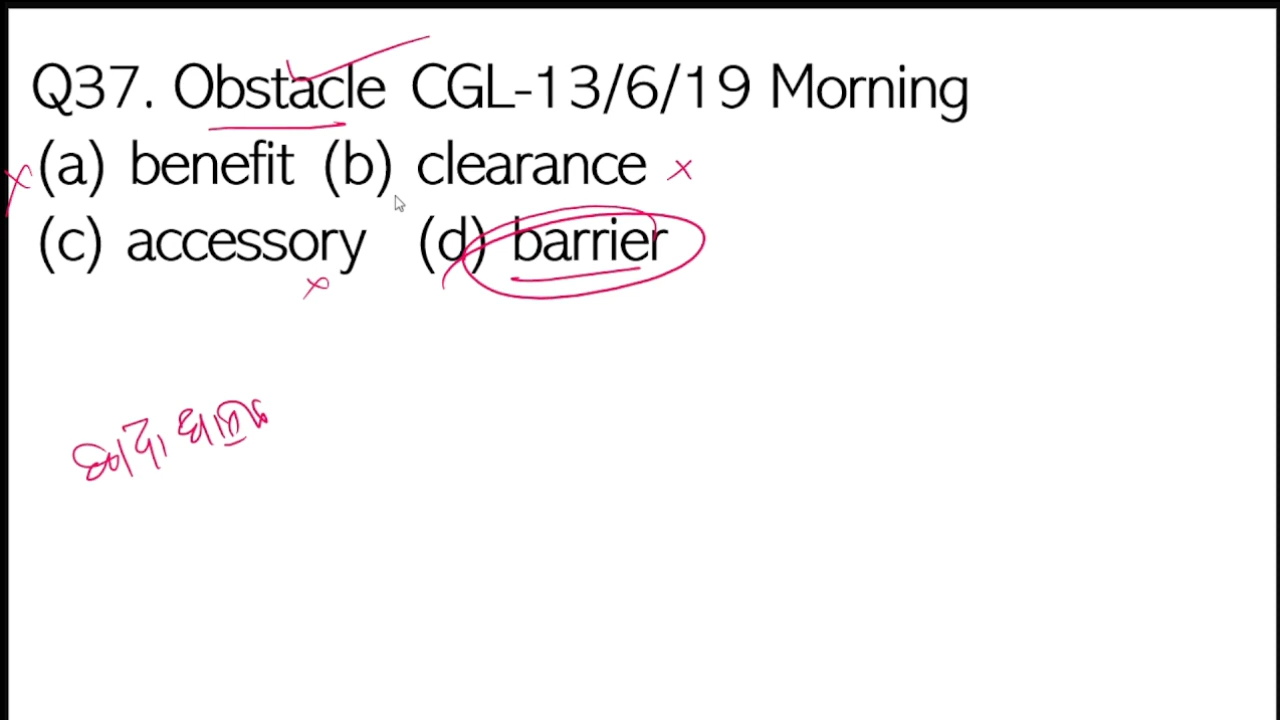 Q37. Obstacle CGL-13/6/19 Morning
(a) benefit (b) clearance
(c) accessory (d) barrier